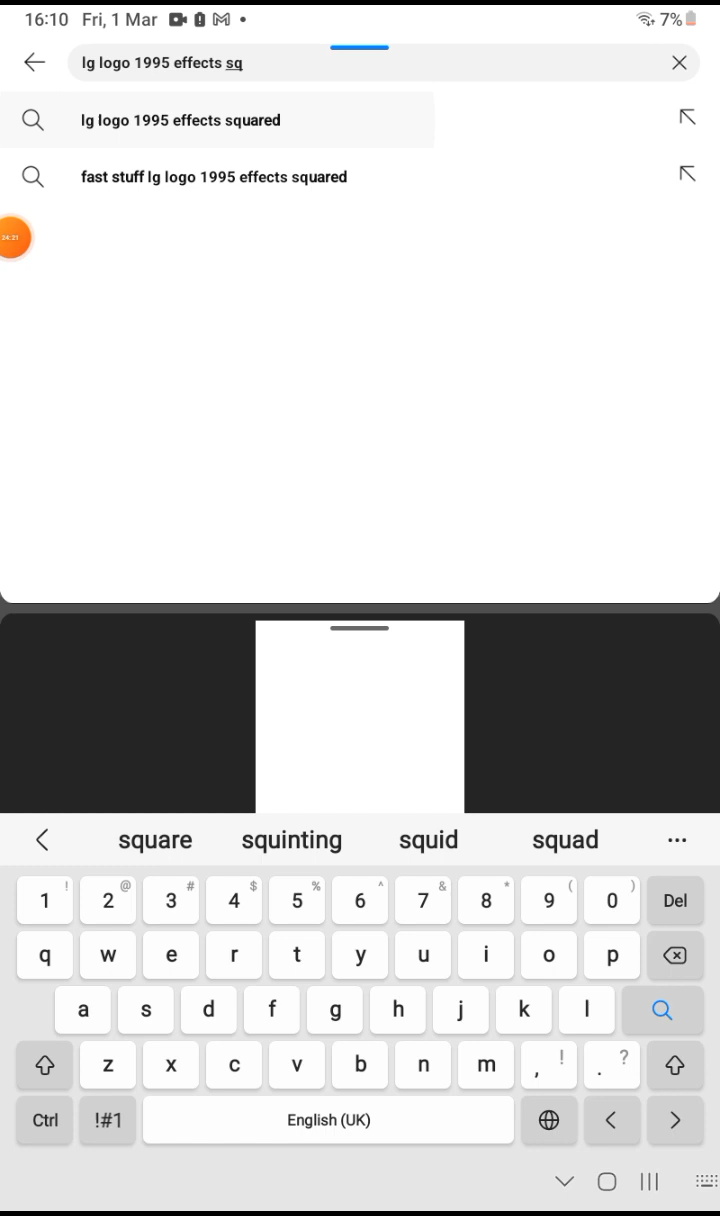 16:10 Fri, 1 Mar 7%
lg logo 1995 effects sq
lg logo 1995 effects squared
fast stuff lg logo 1995 effects squared
34:21
square squinting squid squad ...
! @ # $ % ^ & * ( )
1 2 3 4 5 6 7 8 9 0 Del
q w e r t y u i o p
a s d f g h j k l
z x c v b n m , ! . ?
Ctrl !#1 English (UK) < >